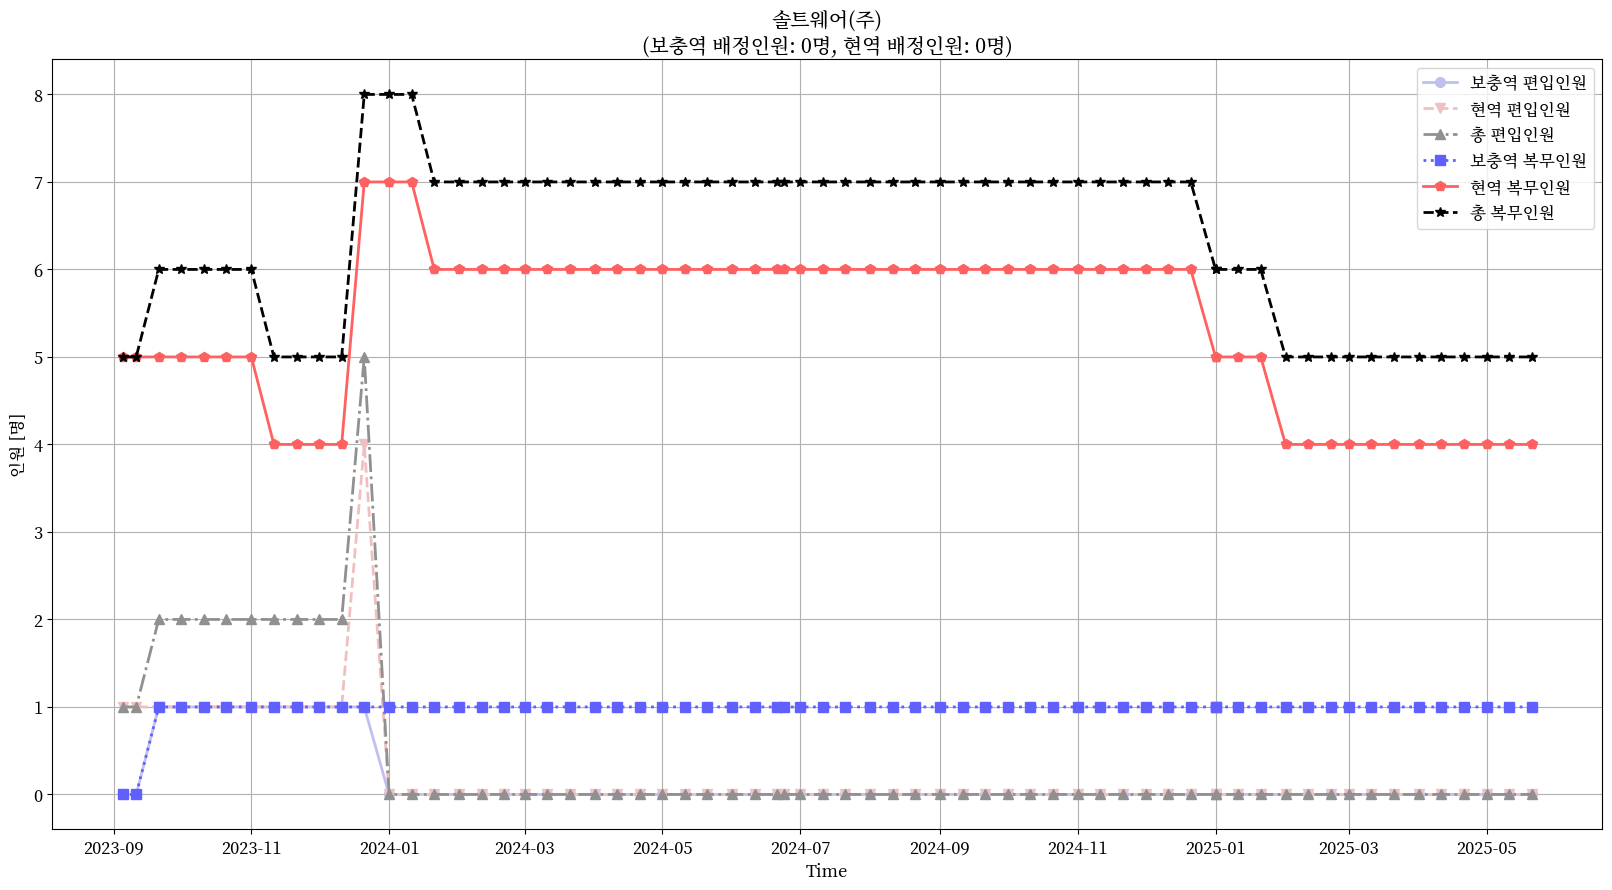 솔트웨어(주)
(보충역 배정인원: 0명, 현역 배정인원: 0명)
보충역 편입인원
현역 편입인원
총 편입인원
보충역 복무인원
현역 복무인원
총 복무인원
인원 [명]
8
7
6
5
4
3
2
1
0
2023-09 2023-11 2024-01 2024-03 2024-05 2024-07 2024-09 2024-11 2025-01 2025-03 2025-05
Time